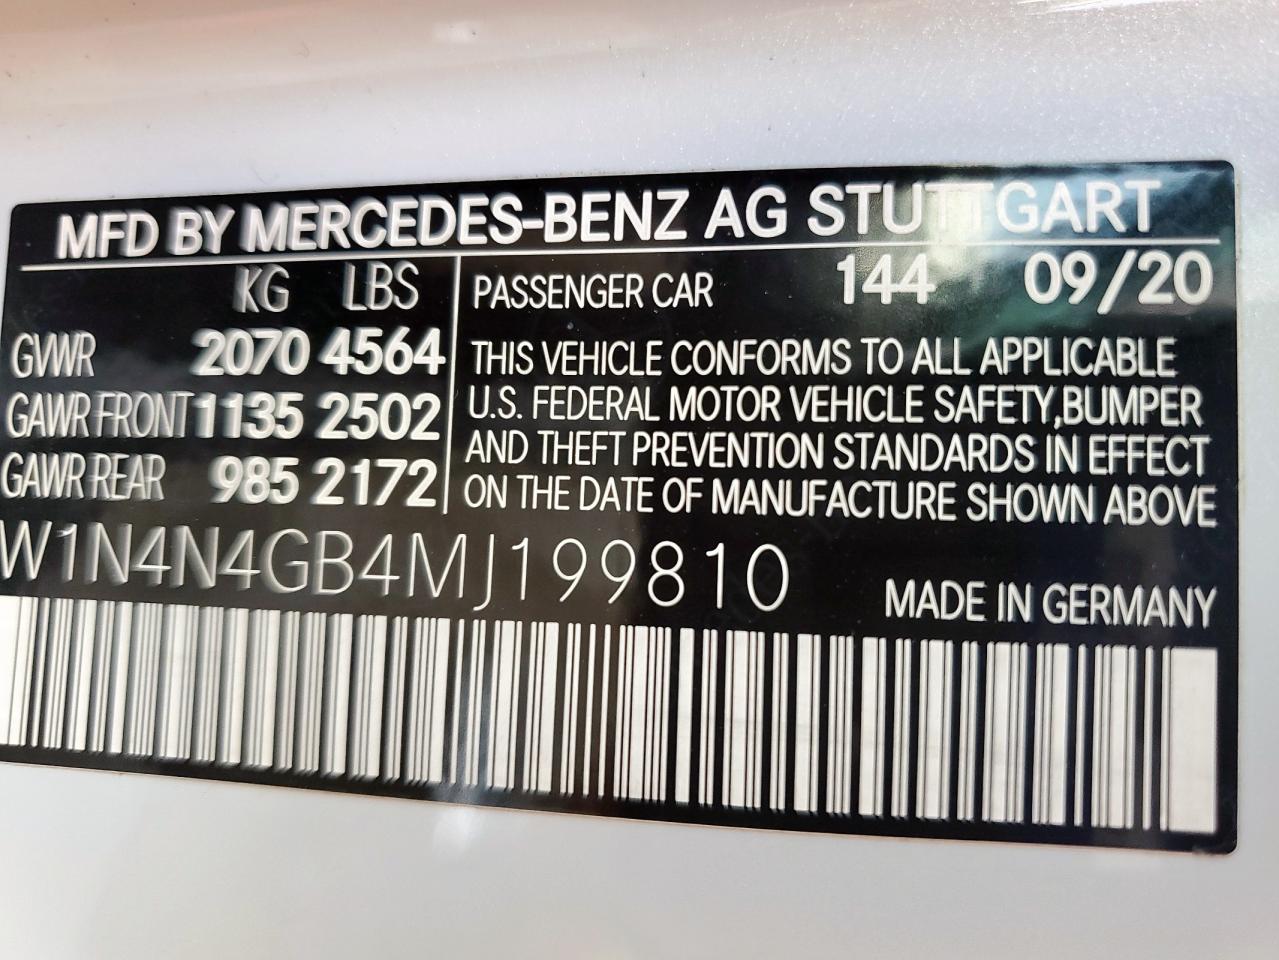 MFD BY MERCEDES-BENZ AG STUTTGART
KG LBS
GVWR 2070 4564
GAWR FRONT 1135 2502
GAWR REAR 985 2172
PASSENGER CAR 144 09/20
THIS VEHICLE CONFORMS TO ALL APPLICABLE
U.S. FEDERAL MOTOR VEHICLE SAFETY,BUMPER
AND THEFT PREVENTION STANDARDS IN EFFECT
ON THE DATE OF MANUFACTURE SHOWN ABOVE
W1N4N4GB4MJ199810
MADE IN GERMANY